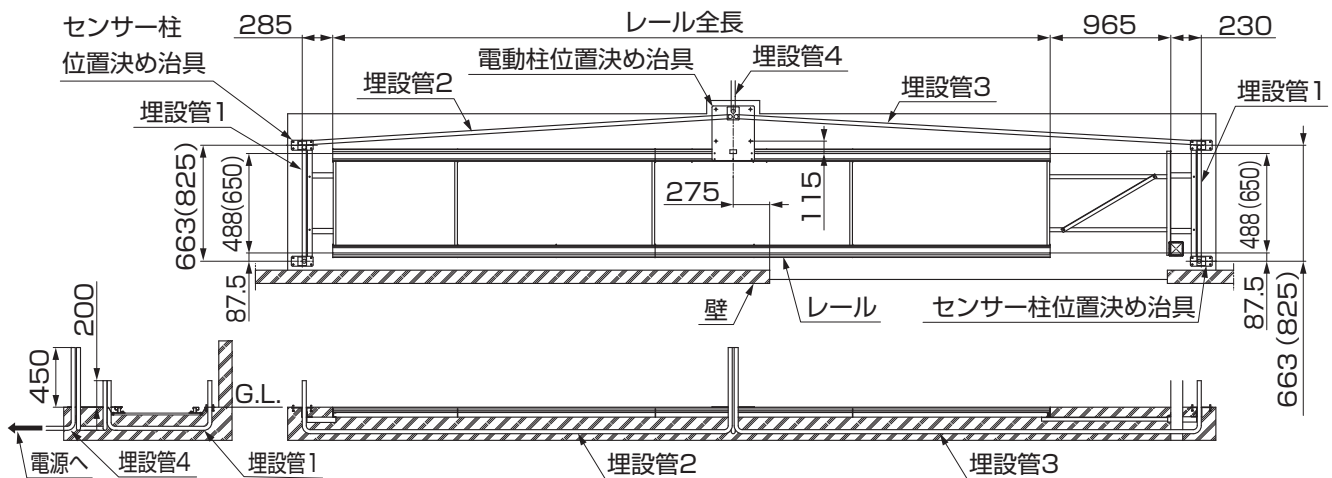 センサー柱
位置決め治具
285
レール全長
965
230
電動柱位置決め治具
埋設管4
埋設管2
埋設管3
埋設管1
埋設管1
663(825)
488(650)
87.5
275
115
488(650)
87.5
663(825)
壁
レール
センサー柱位置決め治具
200
450
G.L.
電源へ
埋設管4
埋設管1
埋設管2
埋設管3